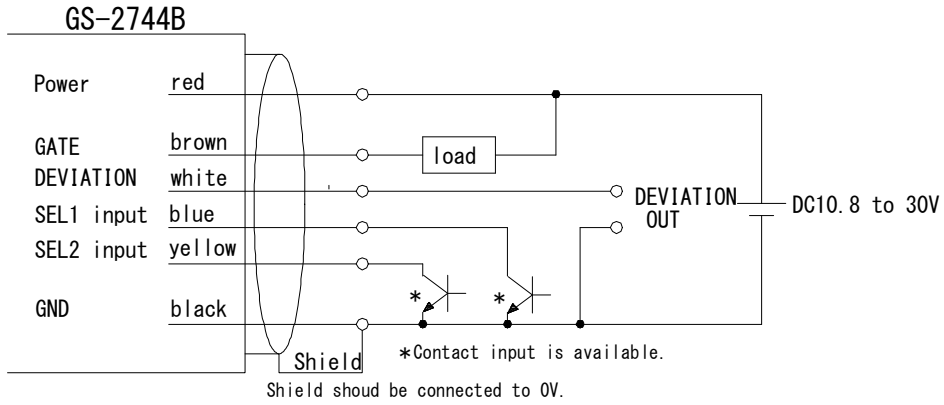 GS-2744B
Power red
GATE brown
load
DEVIATION white
DEVIATION
OUT
DC10.8 to 30V
SEL1 input blue
SEL2 input yellow
*
*
GND black
Shield
*Contact input is available.
Shield shoud be connected to 0V.